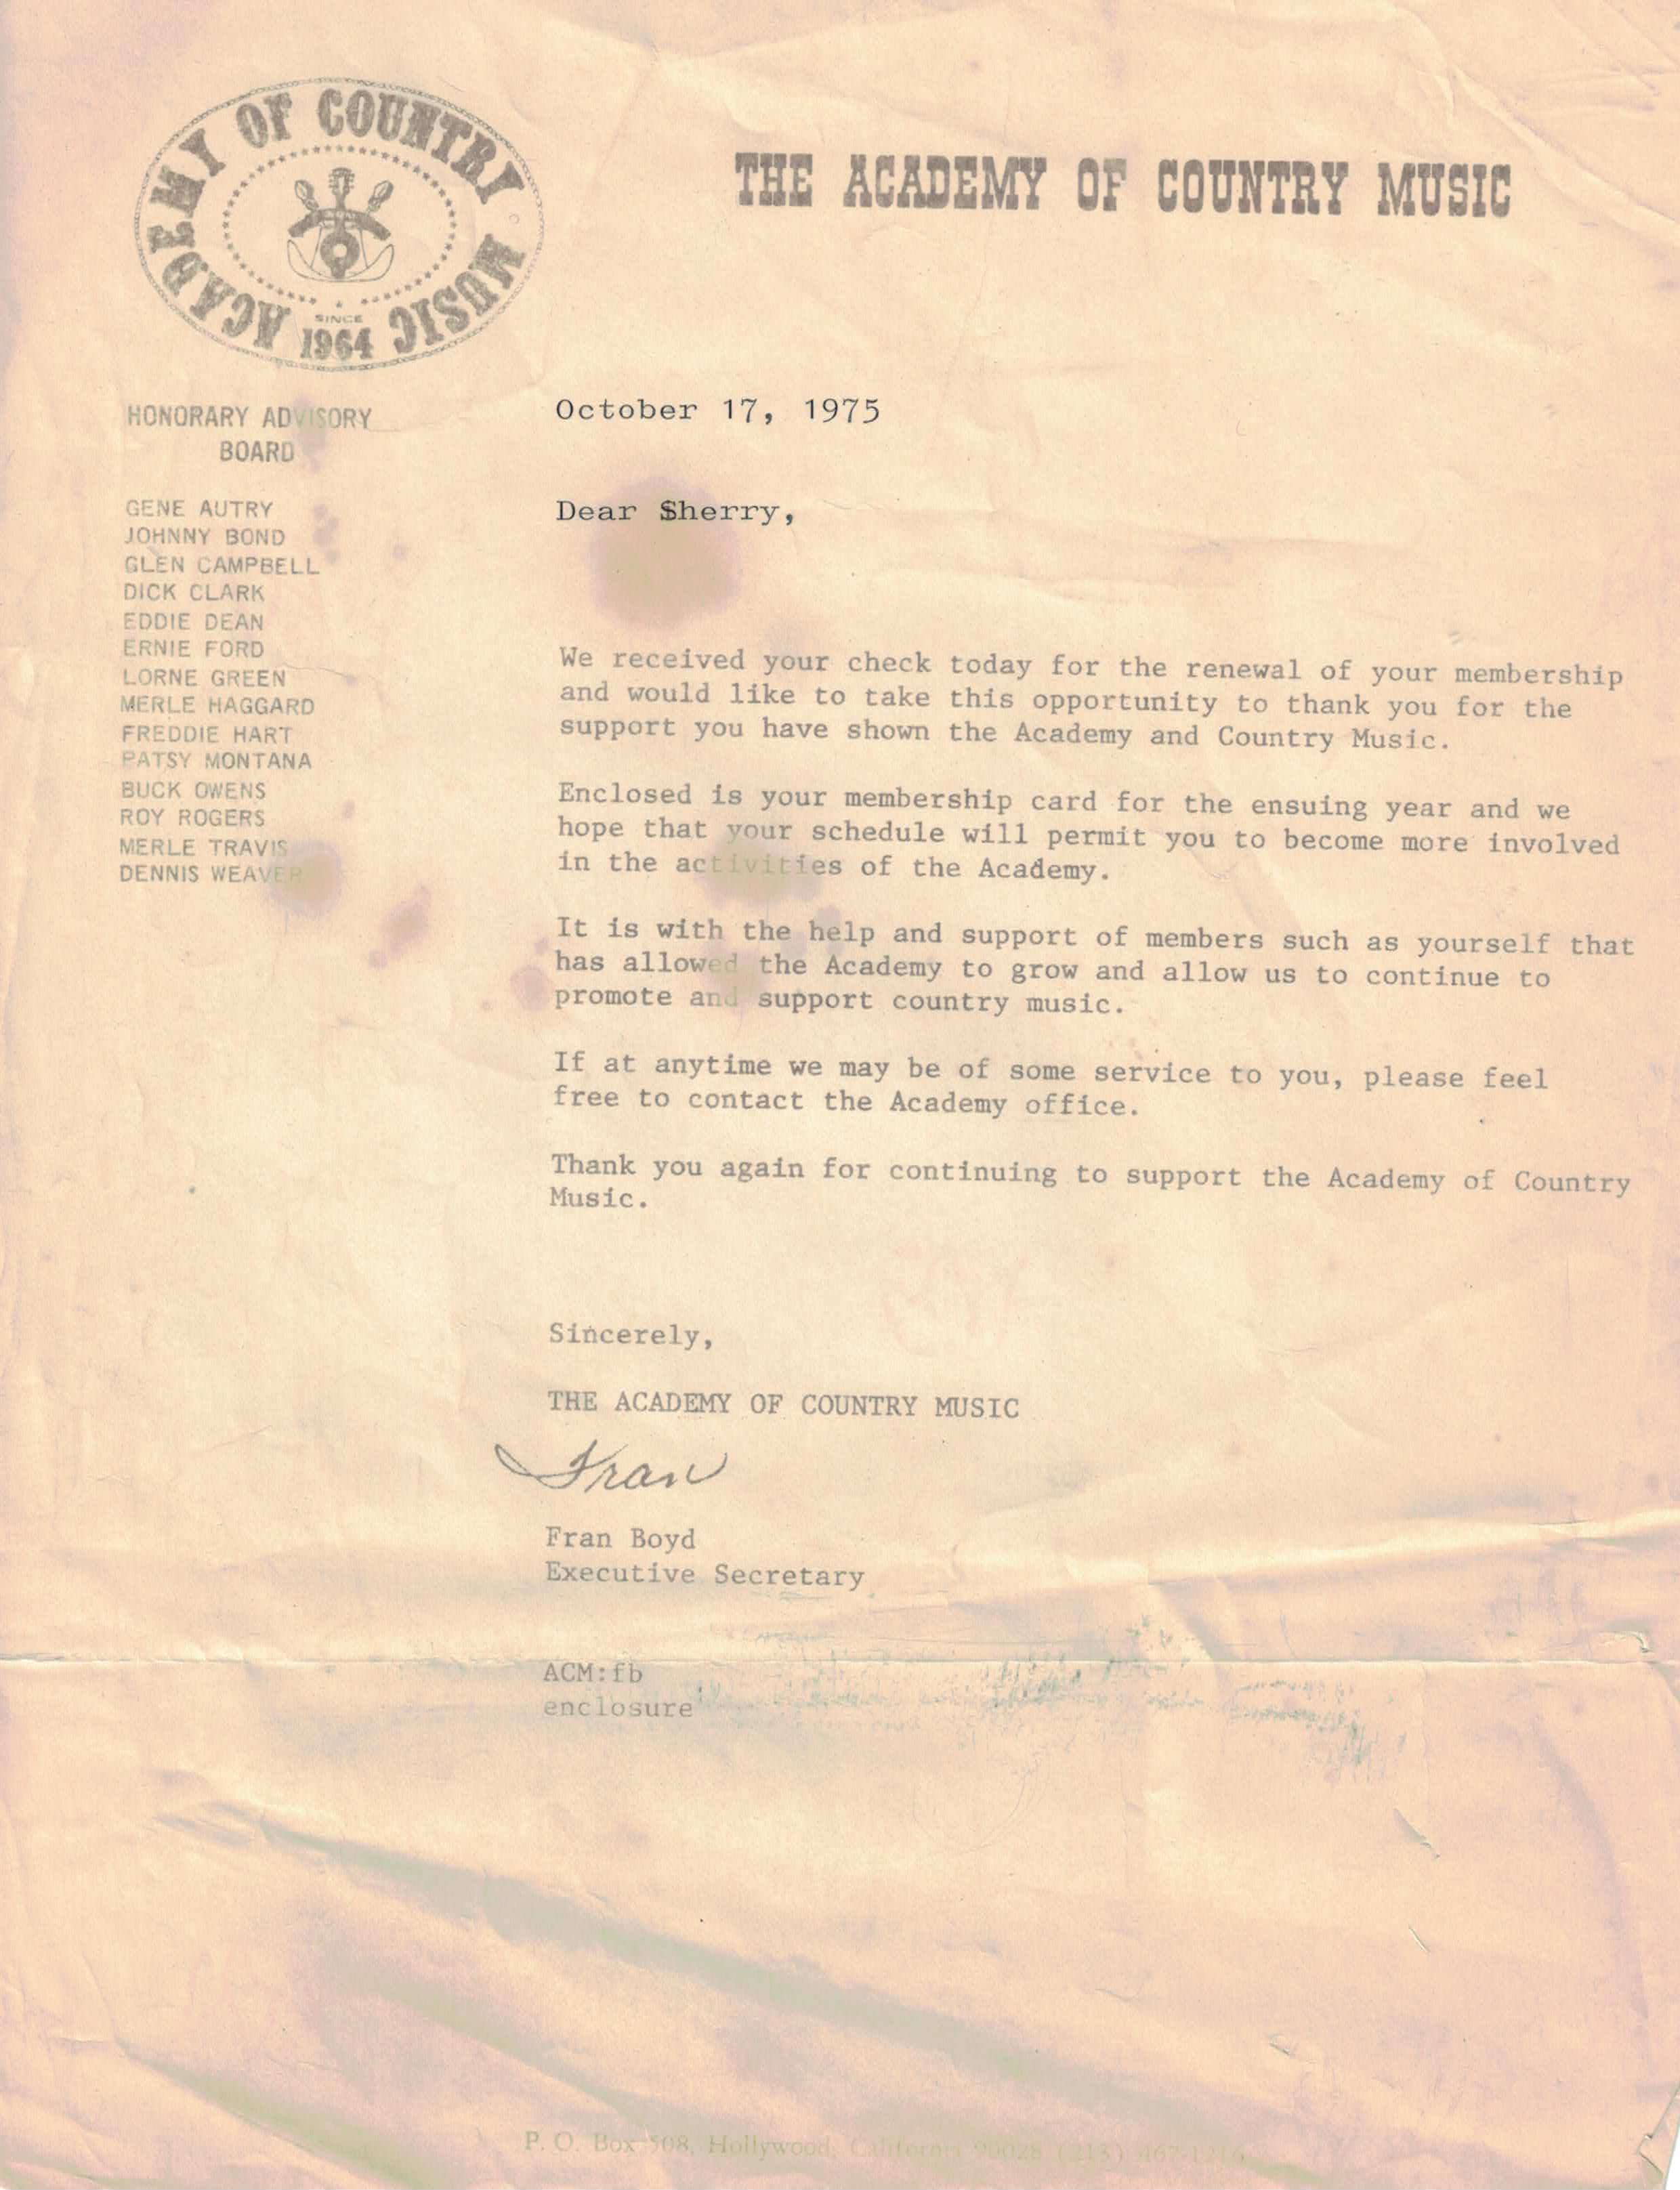 ACADEMY OF COUNTRY MUSIC
SINCE
1964
THE ACADEMY OF COUNTRY MUSIC
HONORARY ADVISORY
BOARD
GENE AUTRY
JOHNNY BOND
GLEN CAMPBELL
DICK CLARK
EDDIE DEAN
ERNIE FORD
LORNE GREEN
MERLE HAGGARD
FREDDIE HART
PATSY MONTANA
BUCK OWENS
ROY ROGERS
MERLE TRAVIS
DENNIS WEAVER
October 17, 1975
Dear Sherry,
We received your check today for the renewal of your membership
and would like to take this opportunity to thank you for the
support you have shown the Academy and Country Music.
Enclosed is your membership card for the ensuing year and we
hope that your schedule will permit you to become more involved
in the activities of the Academy.
It is with the help and support of members such as yourself that
has allowed the Academy to grow and allow us to continue to
promote and support country music.
If at anytime we may be of some service to you, please feel
free to contact the Academy office.
Thank you again for continuing to support the Academy of Country
Music.
Sincerely,
THE ACADEMY OF COUNTRY MUSIC
Fran
Fran Boyd
Executive Secretary
ACM:fb
enclosure
P. O. Box 508, Hollywood, California 90028 (213)